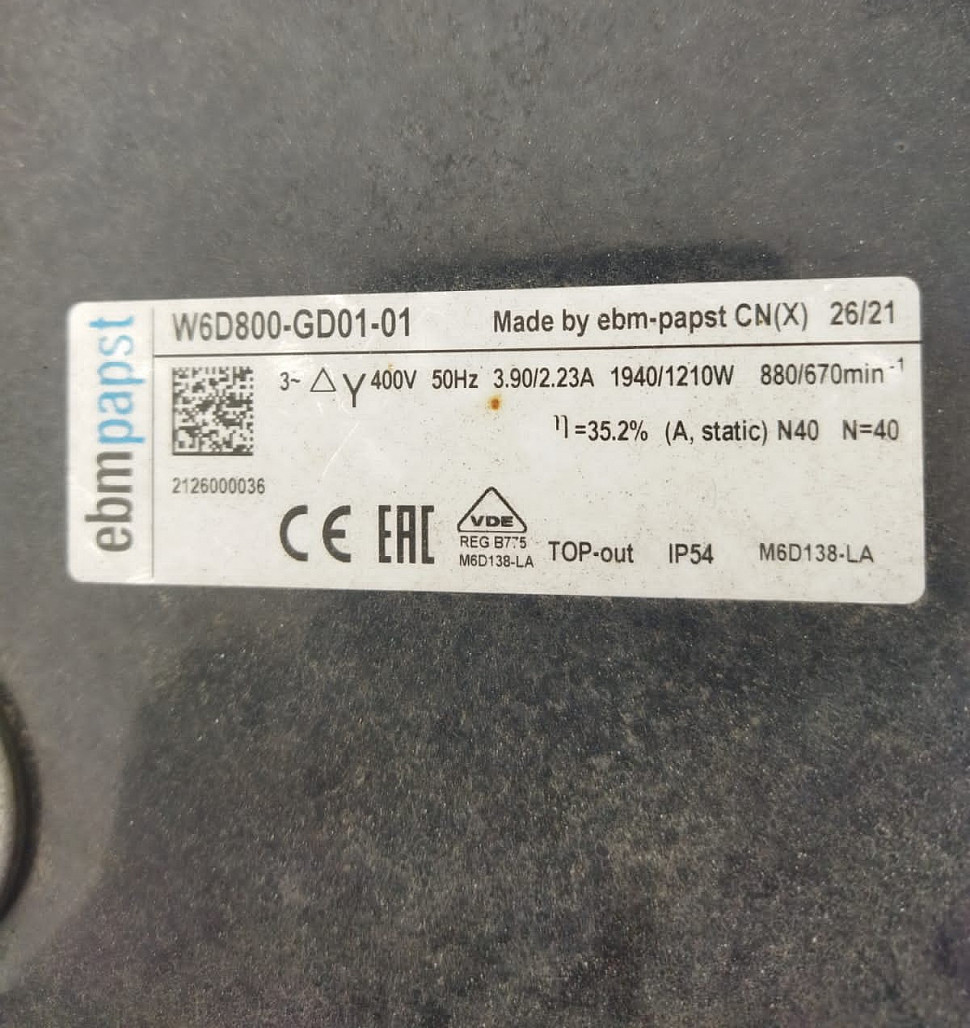 ebmpapst
W6D800-GD01-01 Made by ebm-papst CN(X) 26/21
3~ △ Y 400V 50Hz 3.90/2.23A 1940/1210W 880/670min⁻¹
η=35.2% (A, static) N40 N=40
2126000036
CE EAC VDE
REG B775
M6D138-LA TOP-out IP54 M6D138-LA